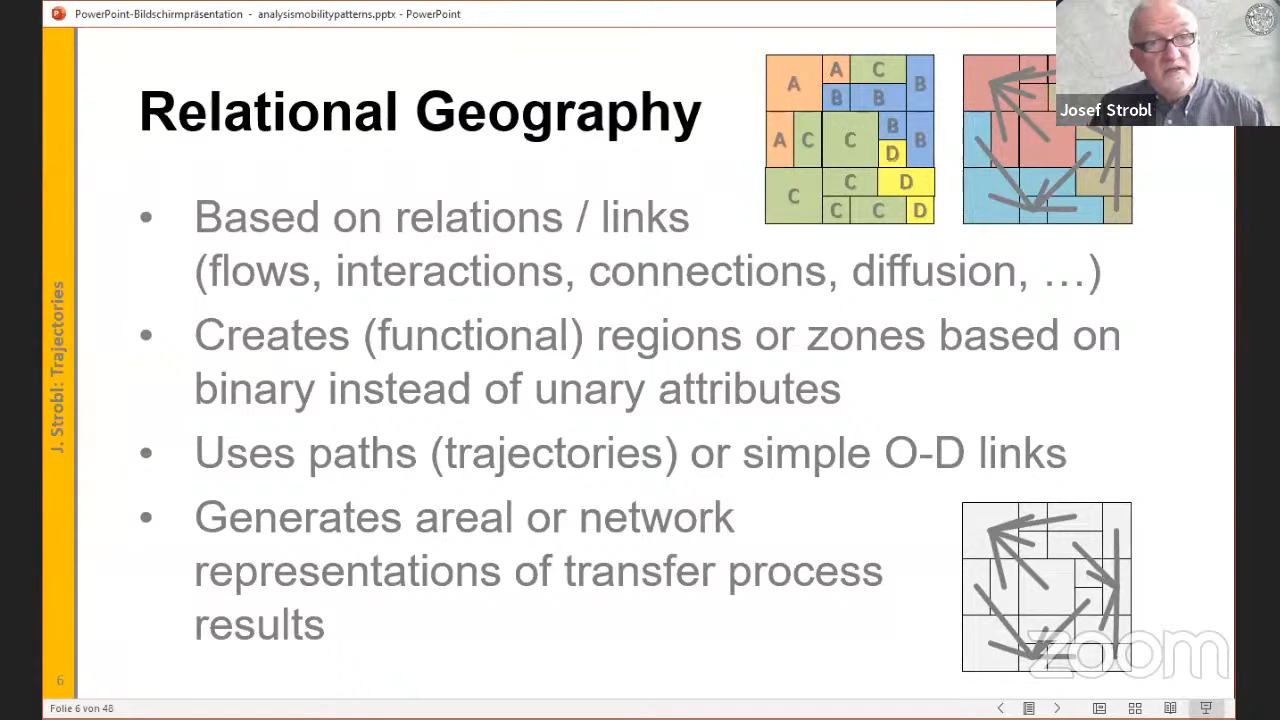 PowerPoint-Bildschirmpräsentation - analysismobilitypatterns.pptx - PowerPoint
Josef Strobl
Relational Geography
A A C B
B B
A C C B B
D
C C D
C C D
• Based on relations / links
(flows, interactions, connections, diffusion, …)
• Creates (functional) regions or zones based on
binary instead of unary attributes
• Uses paths (trajectories) or simple O-D links
• Generates areal or network
representations of transfer process
results
J. Strobl: Trajectories
6
zoom
Folie 6 von 48